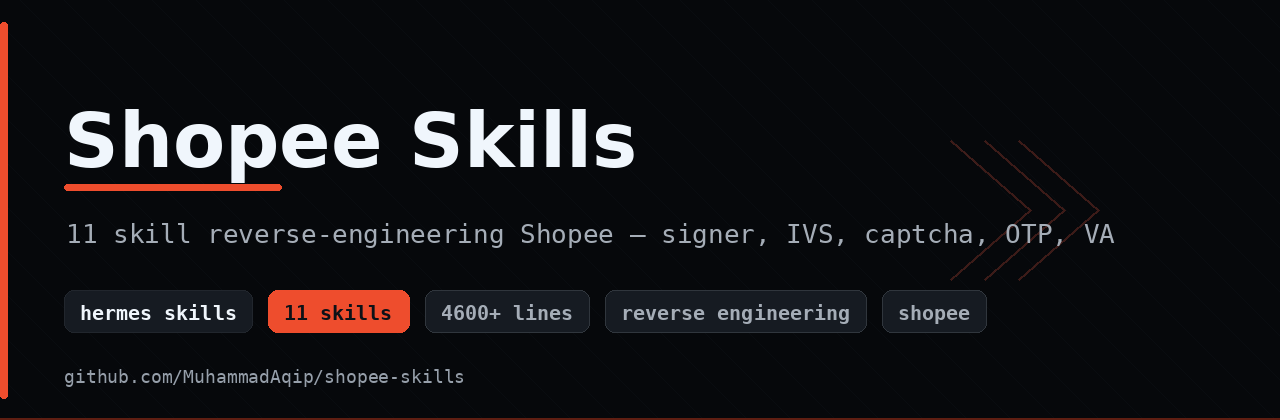 Shopee Skills
11 skill reverse-engineering Shopee — signer, IVS, captcha, OTP, VA
hermes skills 11 skills 4600+ lines reverse engineering shopee
github.com/MuhammadAqip/shopee-skills